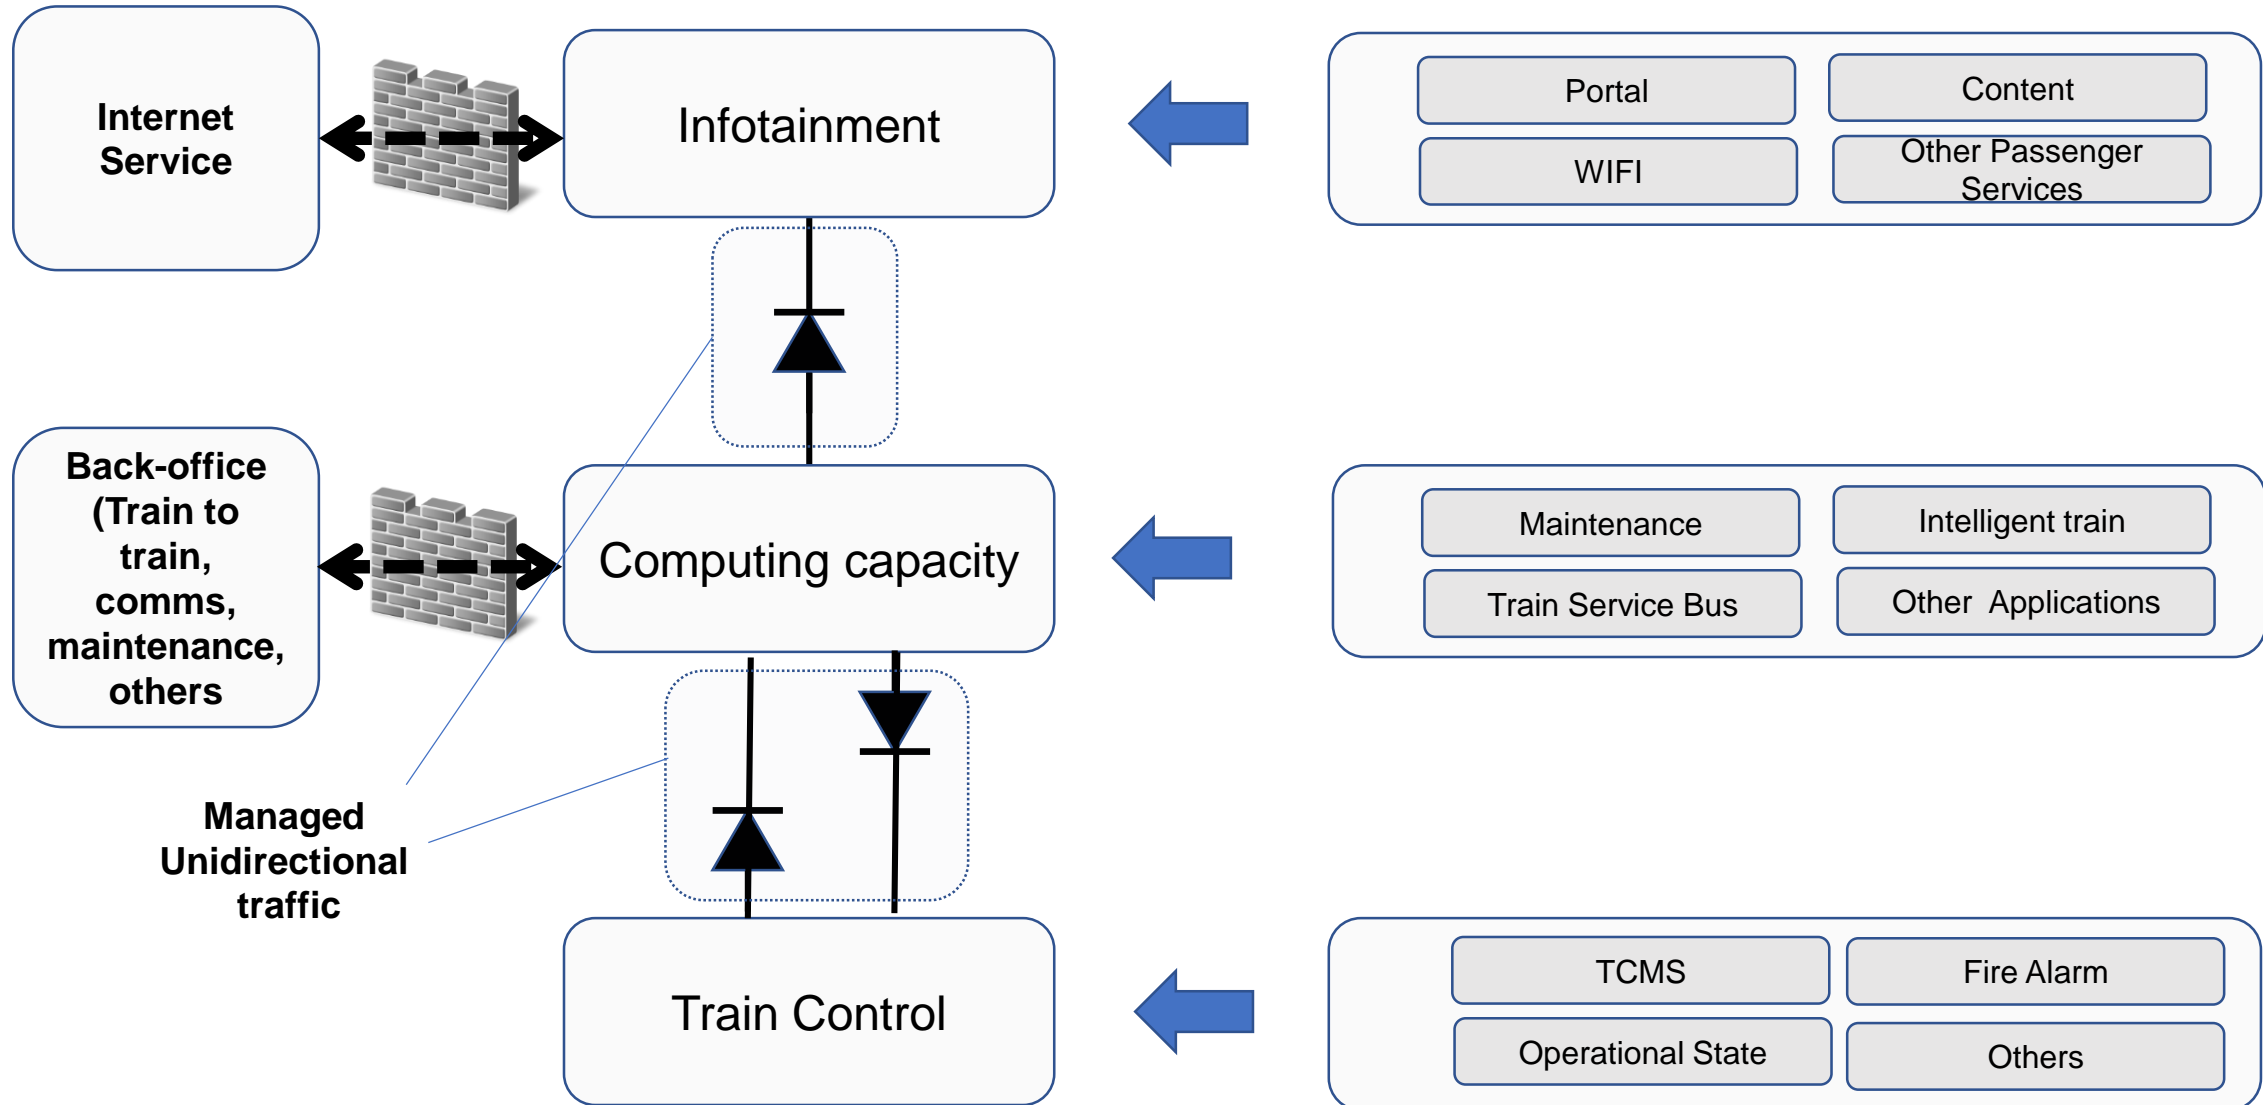 Internet
Service
Infotainment
Portal
Content
WIFI
Other Passenger
Services
Back-office
(Train to
train,
comms,
maintenance,
others
Computing capacity
Maintenance
Intelligent train
Train Service Bus
Other  Applications
Managed
Unidirectional
traffic
Train Control
TCMS
Fire Alarm
Operational State
Others